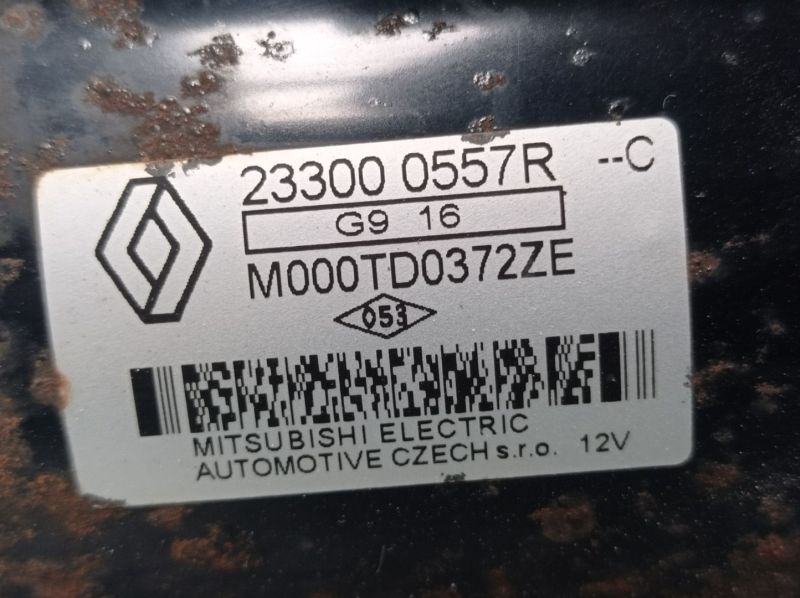 23300 0557R --C
G9 16
M000TD0372ZE
053
MITSUBISHI ELECTRIC
AUTOMOTIVE CZECH s.r.o. 12V